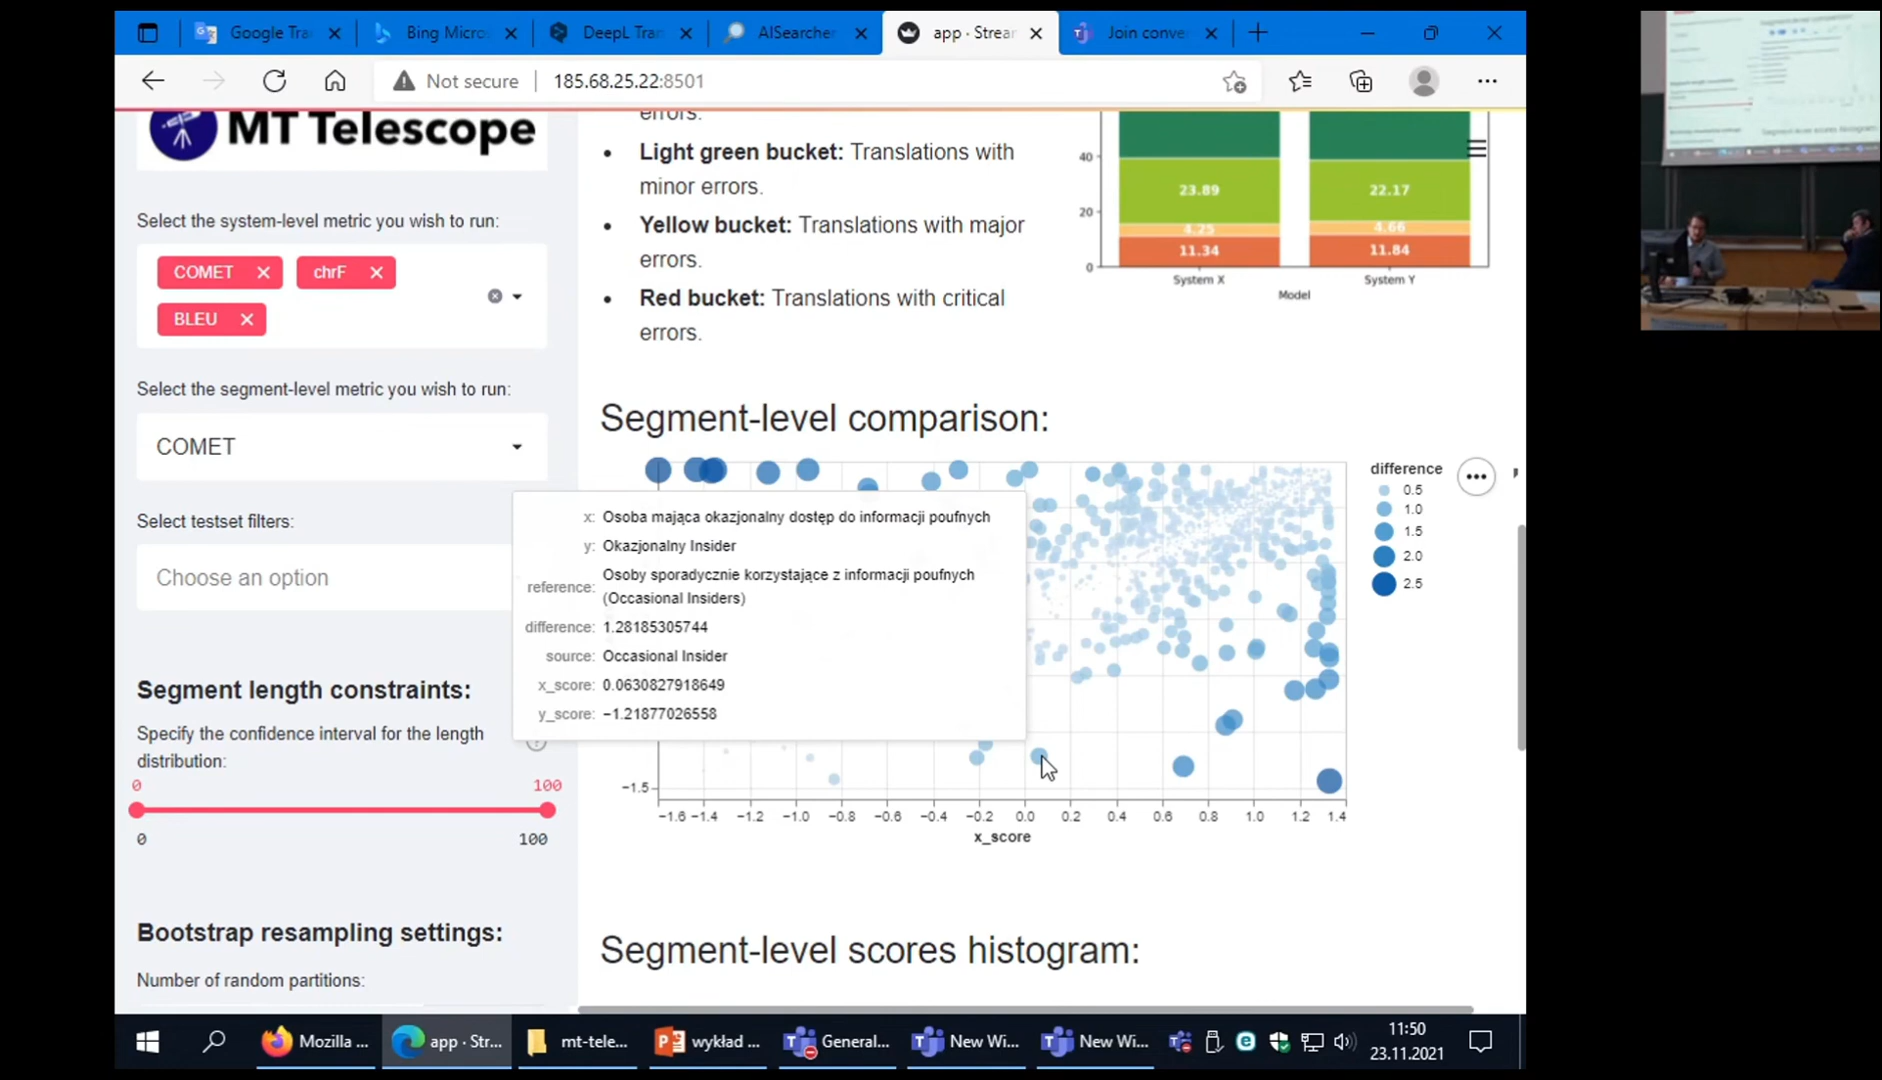 Google Tra
Bing Micros
DeepL Tran
AISearcher
app · Strear
Join conve
Not secure
185.68.25.22:8501
MT Telescope
Select the system-level metric you wish to run:
COMET
chrF
BLEU
Select the segment-level metric you wish to run:
COMET
Select testset filters:
Choose an option
Segment length constraints:
Specify the confidence interval for the length
distribution:
0
100
0
100
Bootstrap resampling settings:
Number of random partitions:
errors.
• Light green bucket: Translations with
minor errors.
• Yellow bucket: Translations with major
errors.
• Red bucket: Translations with critical
errors.
40
20
0
23.89
4.25
11.34
22.17
4.66
11.84
System X
System Y
Model
Segment-level comparison:
x: Osoba mająca okazjonalny dostęp do informacji poufnych
y: Okazjonalny Insider
reference: Osoby sporadycznie korzystające z informacji poufnych
(Occasional Insiders)
difference: 1.28185305744
source: Occasional Insider
x_score: 0.0630827918649
y_score: −1.21877026558
difference
0.5
1.0
1.5
2.0
2.5
−1.5
−1.6 −1.4 −1.2 −1.0 −0.8 −0.6 −0.4 −0.2 0.0 0.2 0.4 0.6 0.8 1.0 1.2 1.4
x_score
Segment-level scores histogram:
Mozilla ...
app · Str...
mt-tele...
wykład ...
General...
New Wi...
New Wi...
11:50
23.11.2021